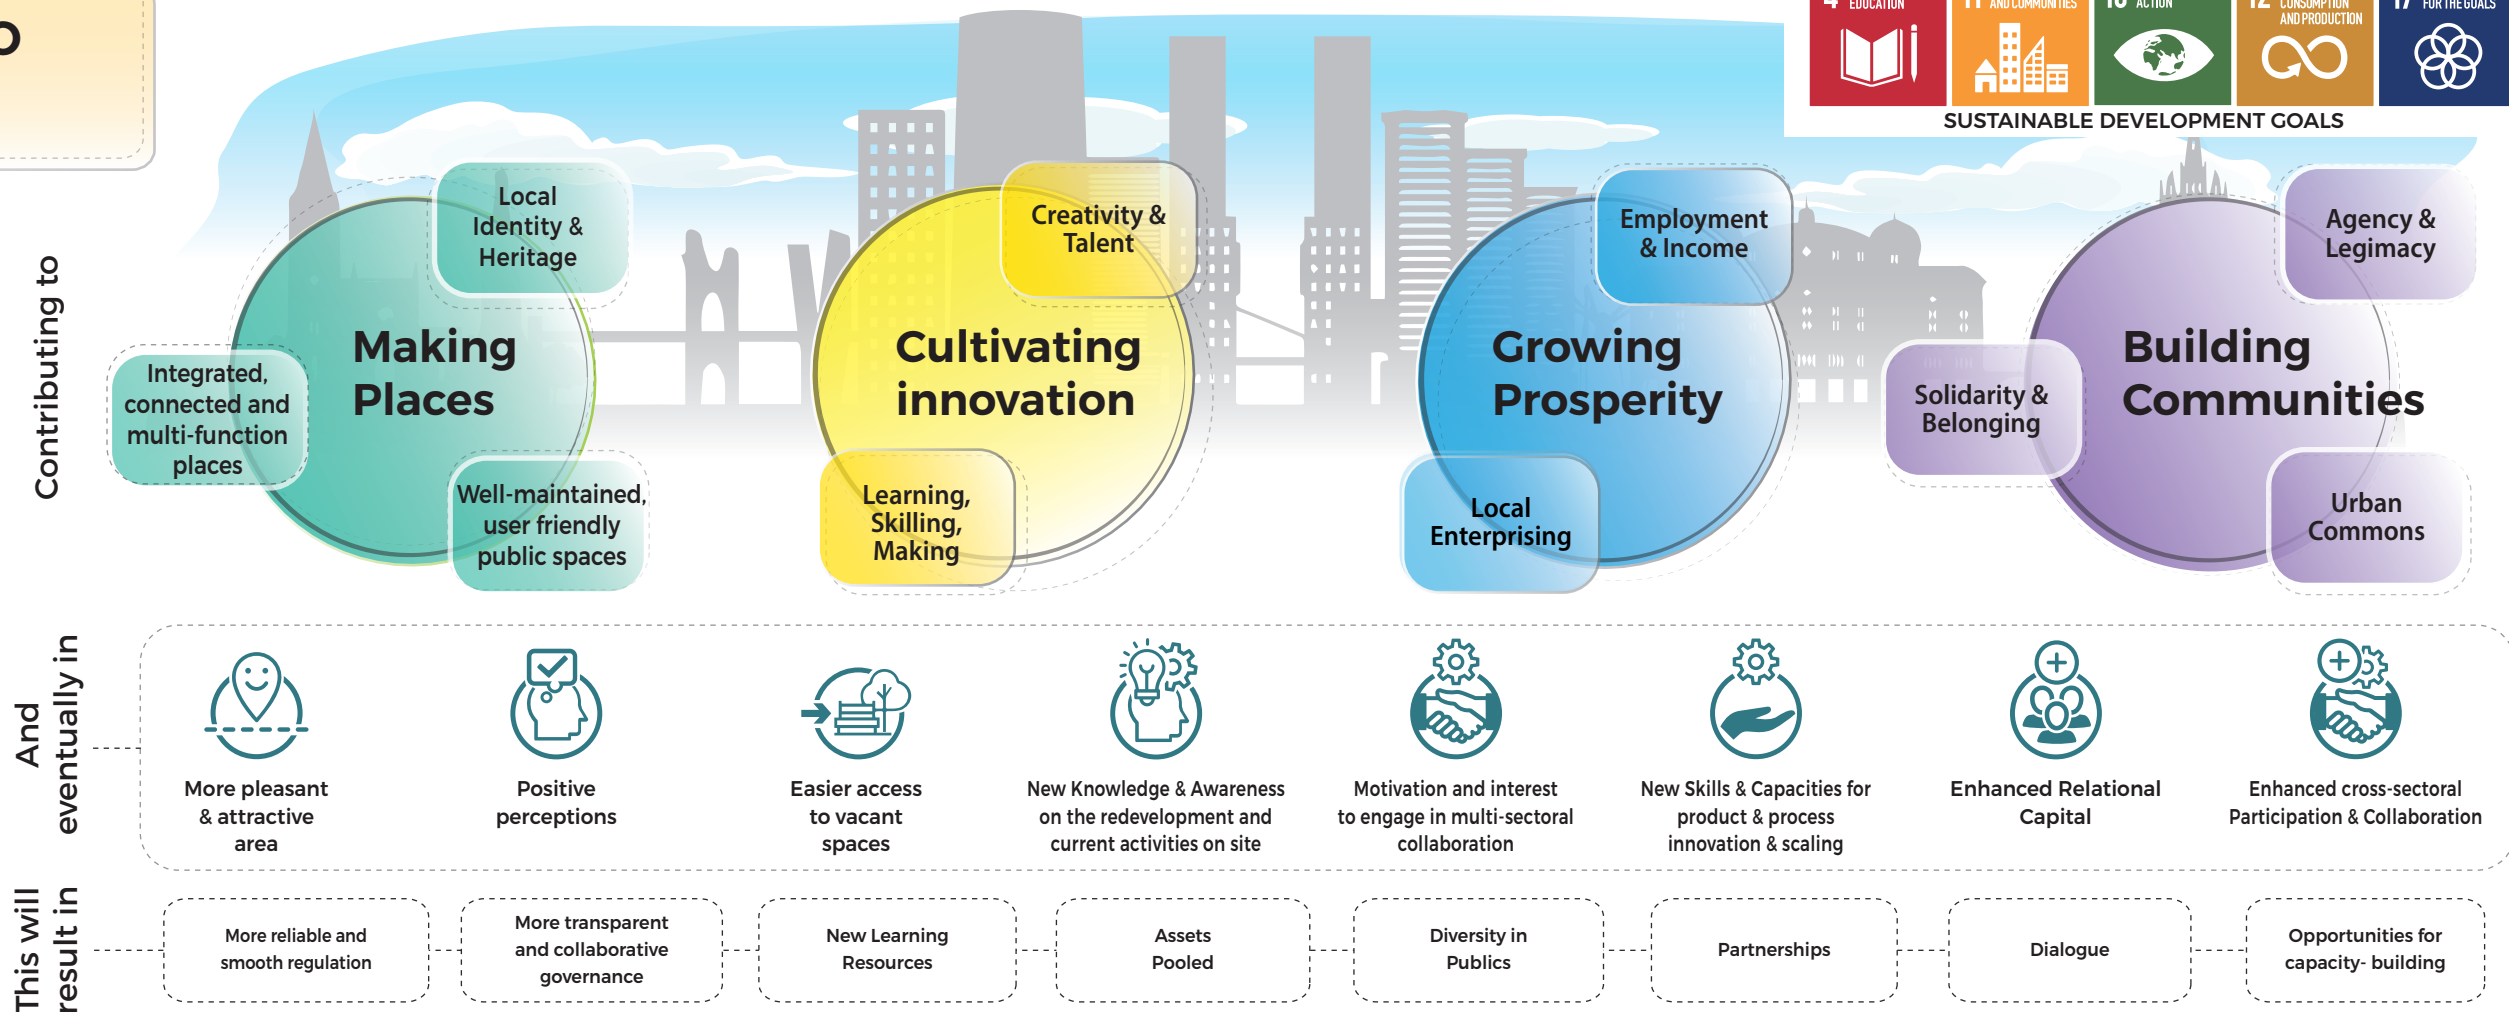 4 EDUCATION
11 AND COMMUNITIES
13 ACTION
12 CONSUMPTION
AND PRODUCTION
17 FOR THE GOALS
SUSTAINABLE DEVELOPMENT GOALS
Contributing to
Making
Places
Local
Identity &
Heritage
Integrated,
connected and
multi-function
places
Well-maintained,
user friendly
public spaces
Cultivating
innovation
Creativity &
Talent
Learning,
Skilling,
Making
Growing
Prosperity
Employment
& Income
Local
Enterprising
Building
Communities
Agency &
Legimacy
Solidarity &
Belonging
Urban
Commons
And
eventually in
More pleasant
& attractive
area
Positive
perceptions
Easier access
to vacant
spaces
New Knowledge & Awareness
on the redevelopment and
current activities on site
Motivation and interest
to engage in multi-sectoral
collaboration
New Skills & Capacities for
product & process
innovation & scaling
Enhanced Relational
Capital
Enhanced cross-sectoral
Participation & Collaboration
This will
result in
More reliable and
smooth regulation
More transparent
and collaborative
governance
New Learning
Resources
Assets
Pooled
Diversity in
Publics
Partnerships
Dialogue
Opportunities for
capacity- building